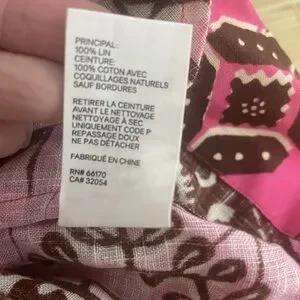 PRINCIPAL:
100% LIN
CEINTURE:
100% COTON AVEC
COQUILLAGES NATURELS
SAUF BORDURES
RETIRER LA CEINTURE
AVANT LE NETTOYAGE
NETTOYAGE À SEC
UNIQUEMENT CODE P
REPASSAGE DOUX
NE PAS DÉTACHER
FABRIQUÉ EN CHINE
RN# 66170
CA# 32054